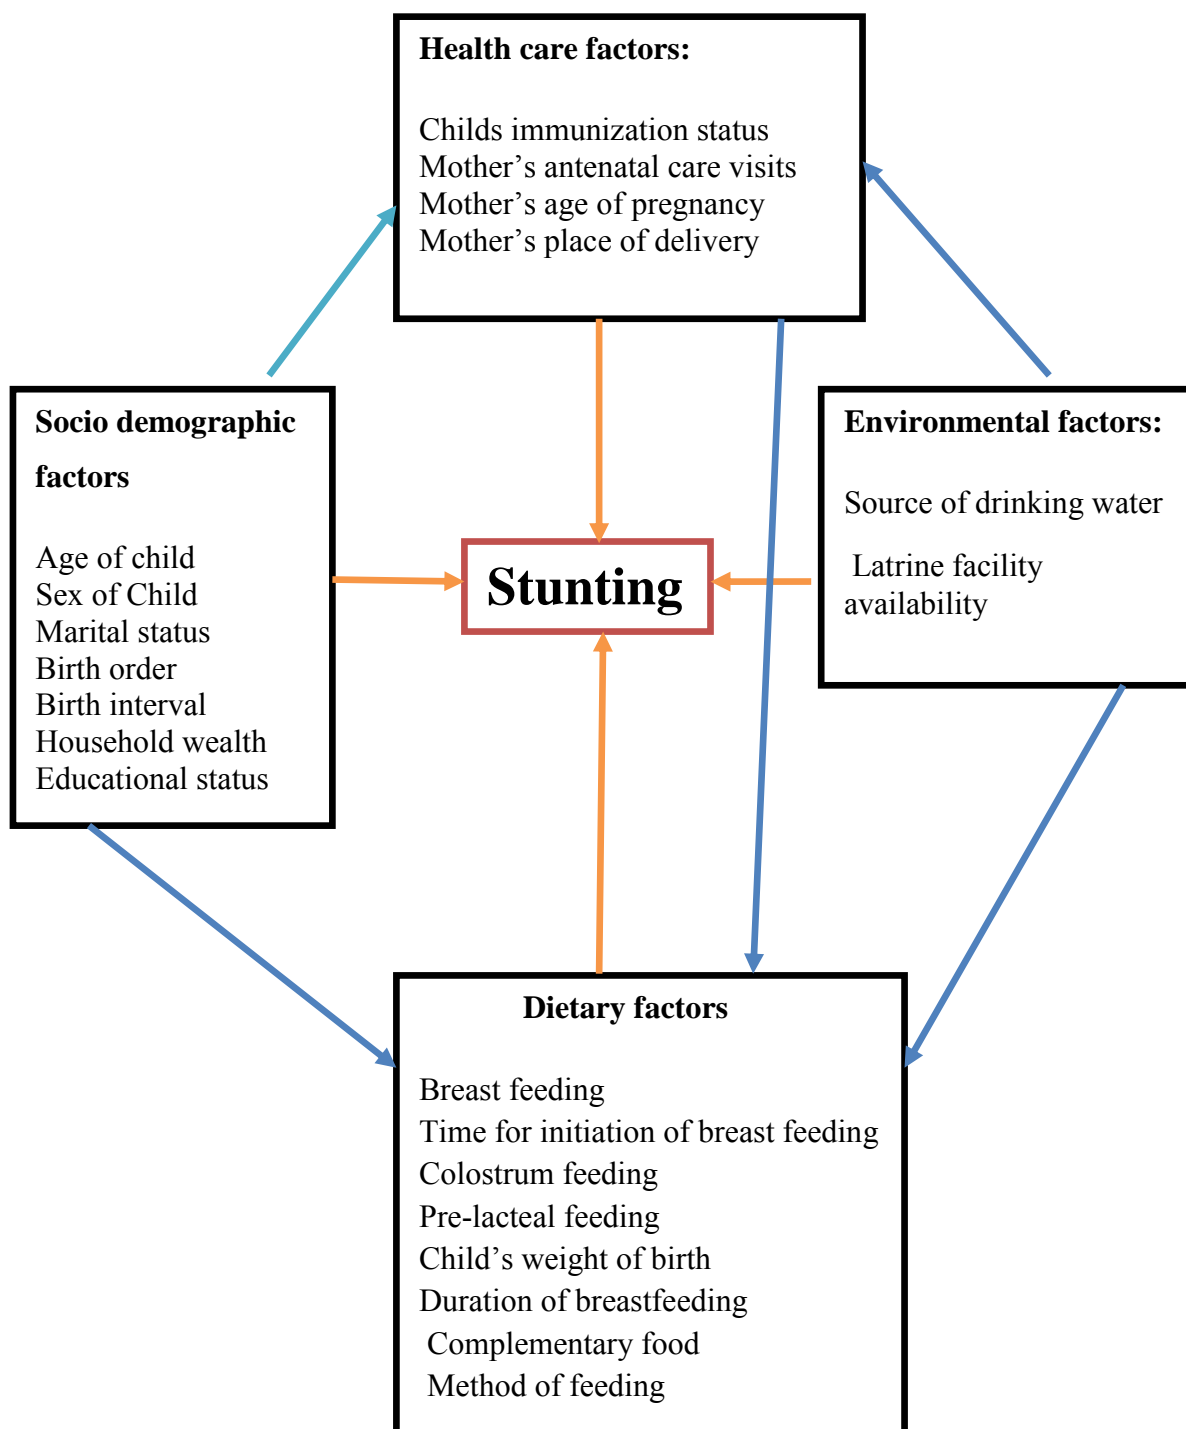 Health care factors:
Childs immunization status
Mother’s antenatal care visits
Mother’s age of pregnancy
Mother’s place of delivery
Socio demographic
factors
Age of child
Sex of Child
Marital status
Birth order
Birth interval
Household wealth
Educational status
Stunting
Environmental factors:
Source of drinking water
Latrine facility
availability
Dietary factors
Breast feeding
Time for initiation of breast feeding
Colostrum feeding
Pre-lacteal feeding
Child’s weight of birth
Duration of breastfeeding
Complementary food
Method of feeding